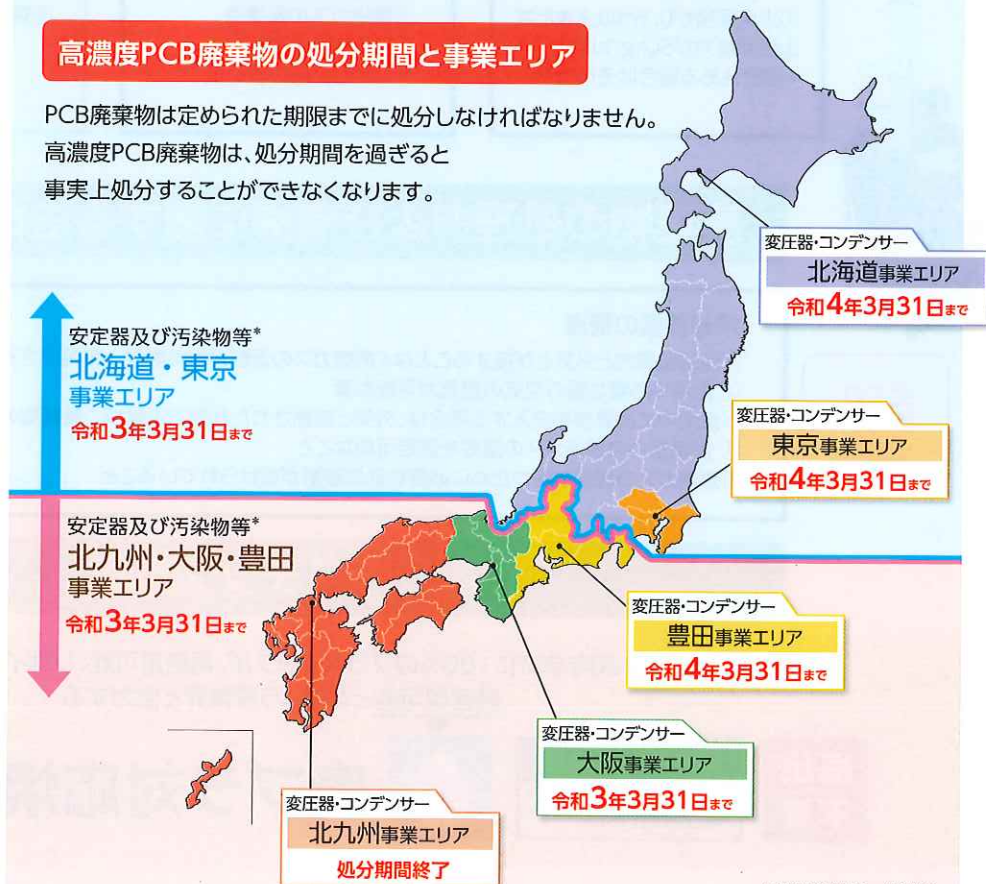 高濃度PCB廃棄物の処分期間と事業エリア
PCB廃棄物は定められた期限までに処分しなければなりません。
高濃度PCB廃棄物は、処分期間を過ぎると
事実上処分することができなくなります。
変圧器・コンデンサー
北海道事業エリア
令和4年3月31日まで
安定器及び汚染物等*
北海道・東京
事業エリア
令和3年3月31日まで
変圧器・コンデンサー
東京事業エリア
令和4年3月31日まで
安定器及び汚染物等*
北九州・大阪・豊田
事業エリア
令和3年3月31日まで
変圧器・コンデンサー
豊田事業エリア
令和4年3月31日まで
変圧器・コンデンサー
大阪事業エリア
令和3年3月31日まで
変圧器・コンデンサー
北九州事業エリア
処分期間終了